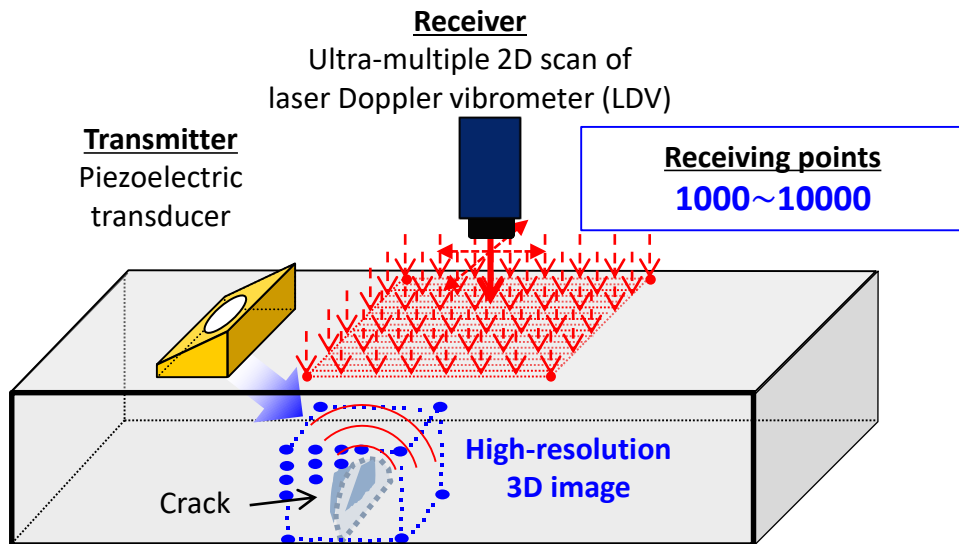 Receiver
Ultra-multiple 2D scan of
laser Doppler vibrometer (LDV)
Transmitter
Piezoelectric
transducer
Receiving points
1000~10000
High-resolution
3D image
Crack